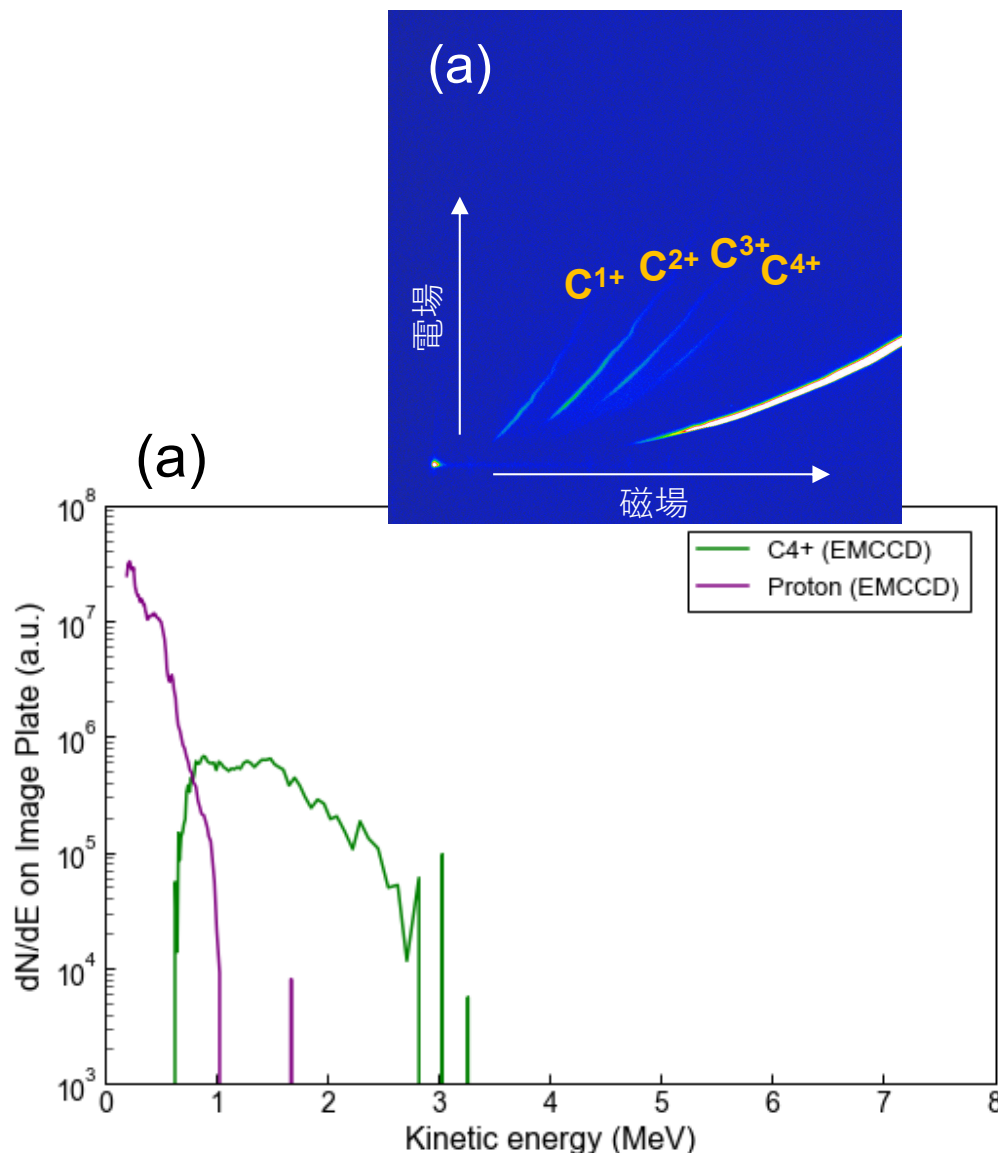 (a)
C1+
C2+
C3+
C4+
電場
磁場
(a)
10^8
10^7
10^6
10^5
10^4
10^3
dN/dE on Image Plate (a.u.)
C4+ (EMCCD)
Proton (EMCCD)
0 1 2 3 4 5 6 7 8
Kinetic energy (MeV)